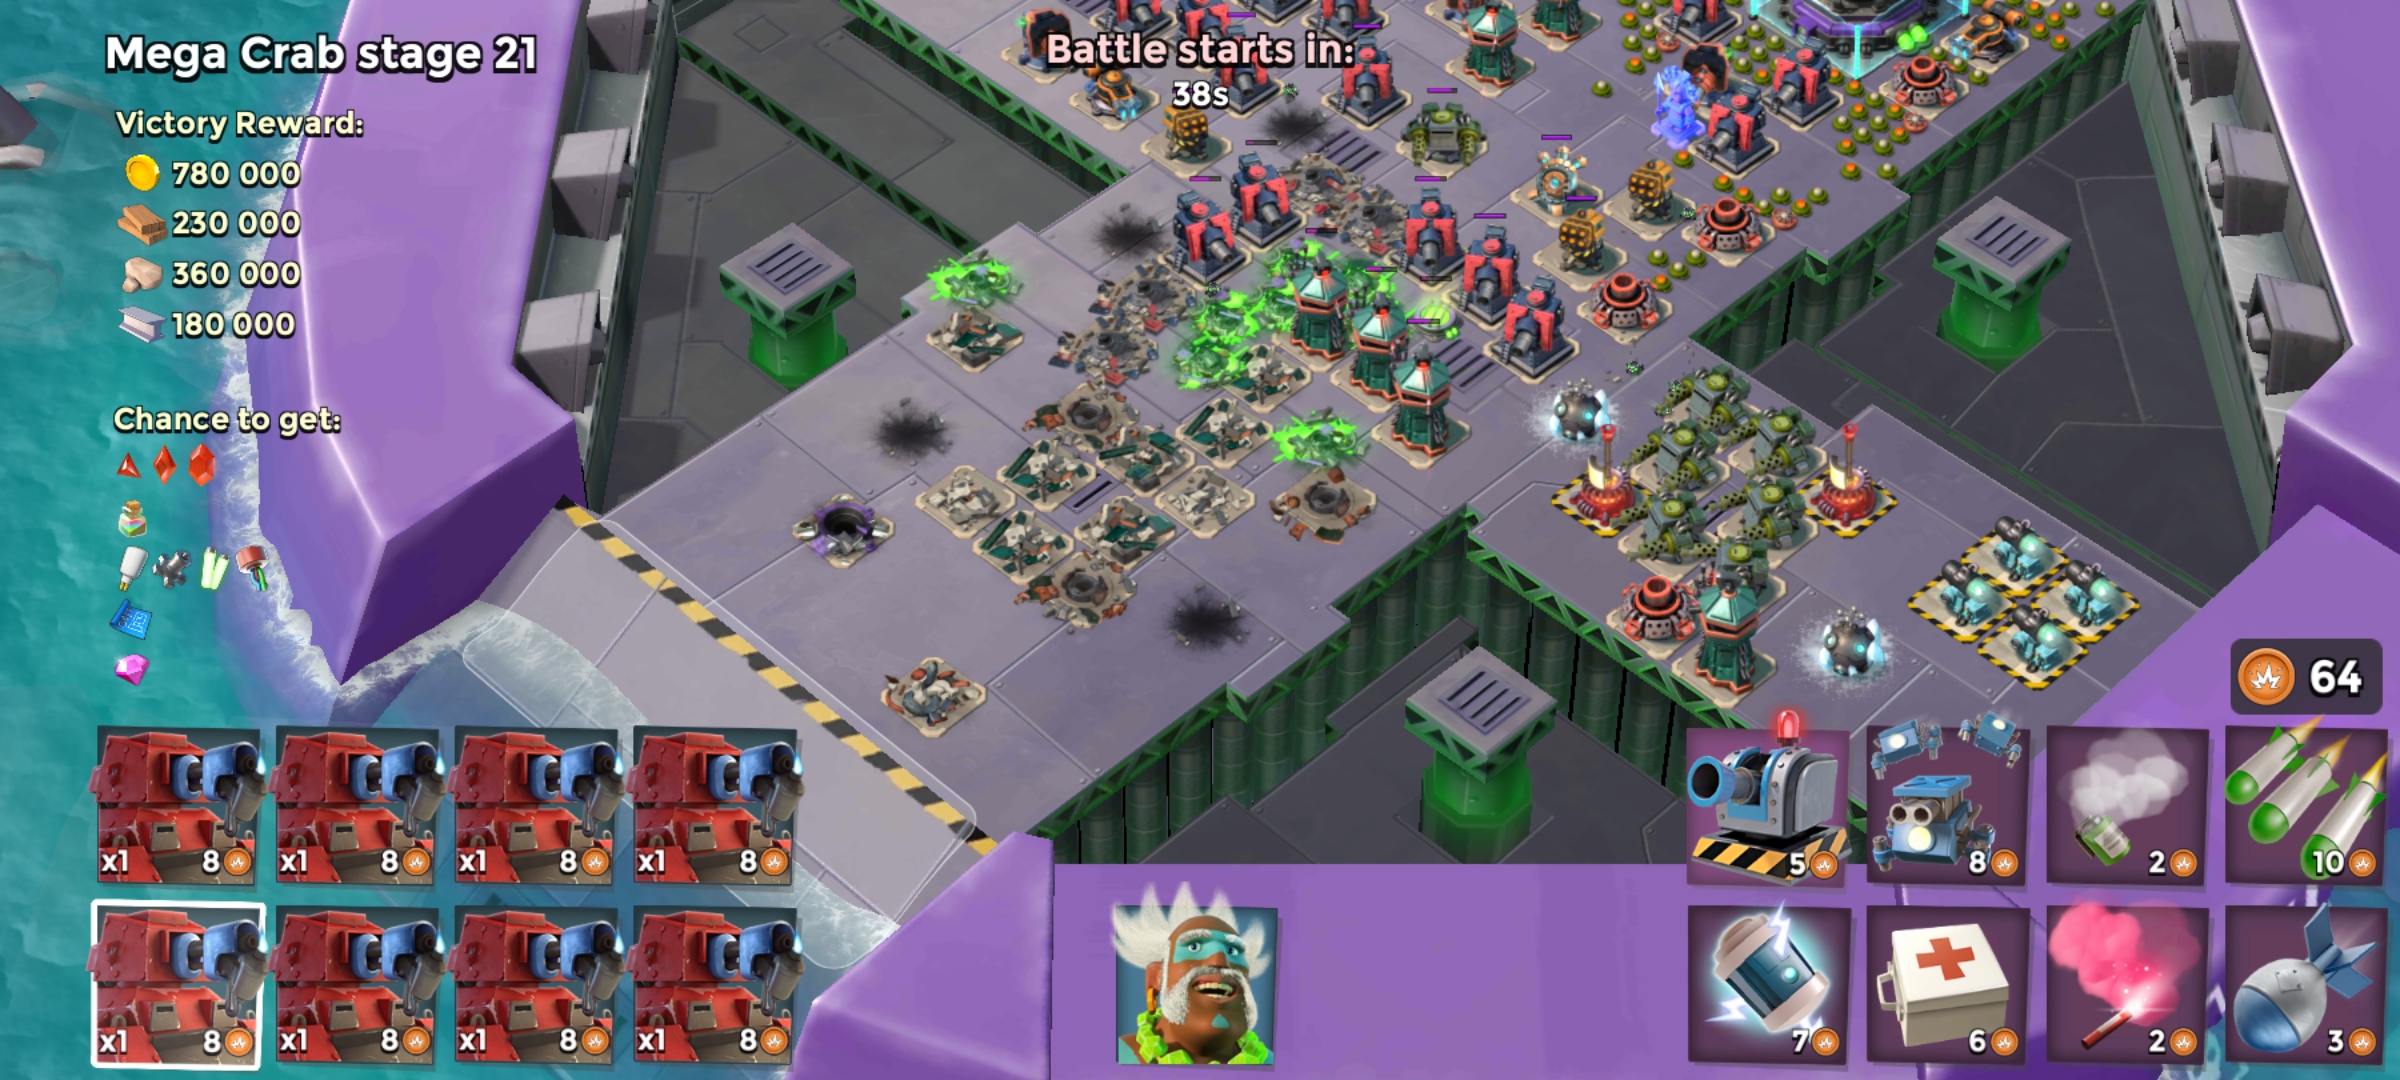 Mega Crab stage 21
Battle starts in:
38s
Victory Reward:
780 000
230 000
360 000
180 000
Chance to get:
64
x1 8
x1 8
x1 8
x1 8
5
8
2
10
x1 8
x1 8
x1 8
x1 8
7
6
2
3